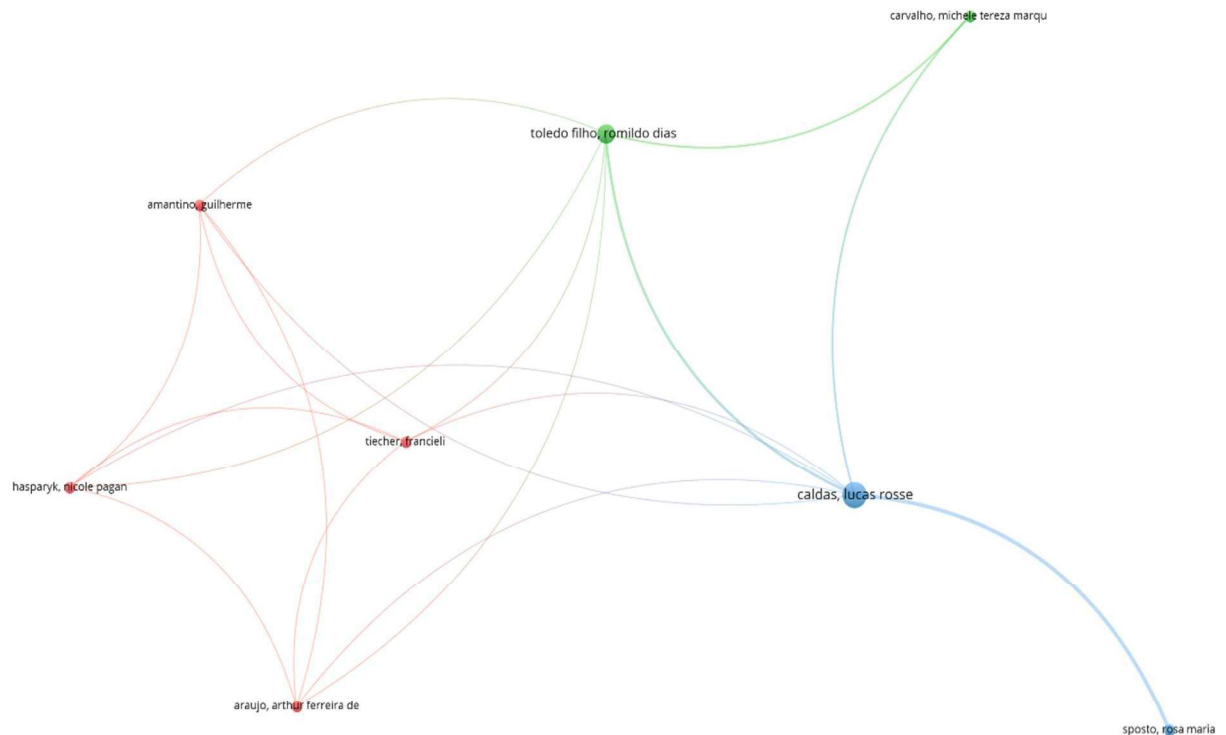 carvalho, michele tereza marqu
toledo filho, romildo dias
amantino, guilherme
tiecher, francieli
hasparyk, nicole pagan
caldas, lucas rosse
araujo, arthur ferreira de
sposto, rosa maria